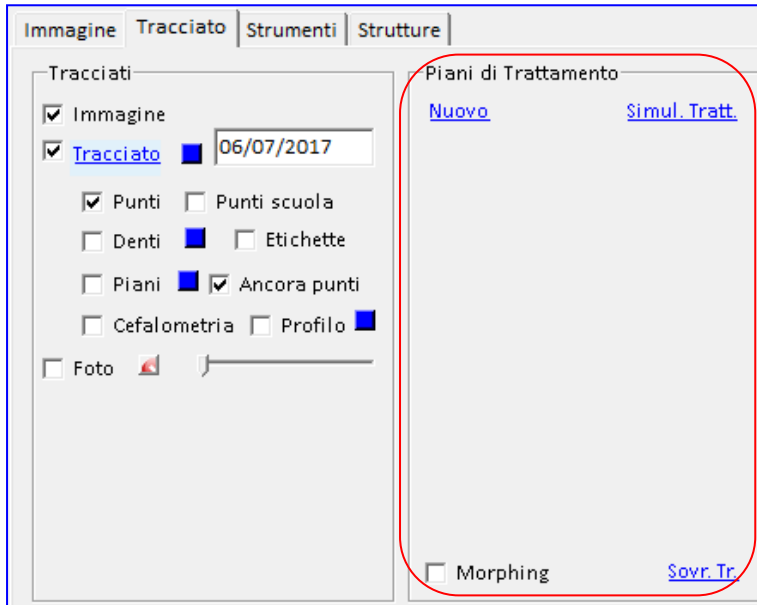 Immagine Tracciato Strumenti Strutture
Tracciati
Immagine
Tracciato 06/07/2017
Punti Punti scuola
Denti Etichette
Piani Ancora punti
Cefalometria Profilo
Foto
Piani di Trattamento
Nuovo Simul. Tratt.
Morphing Sovr. Tr.